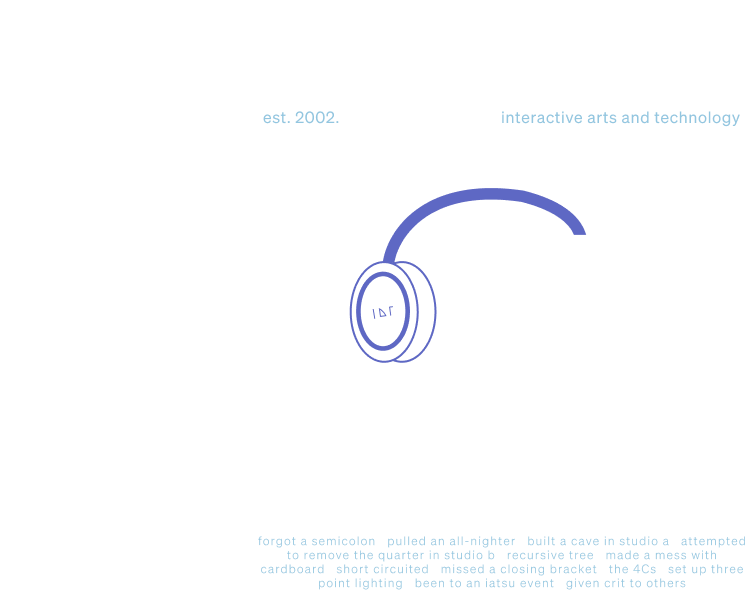 est. 2002.
interactive arts and technology
forgot a semicolon pulled an all-nighter built a cave in studio a attempted
to remove the quarter in studio b recursive tree made a mess with
cardboard short circuited missed a closing bracket the 4Cs set up three
point lighting been to an iatsu event given crit to others